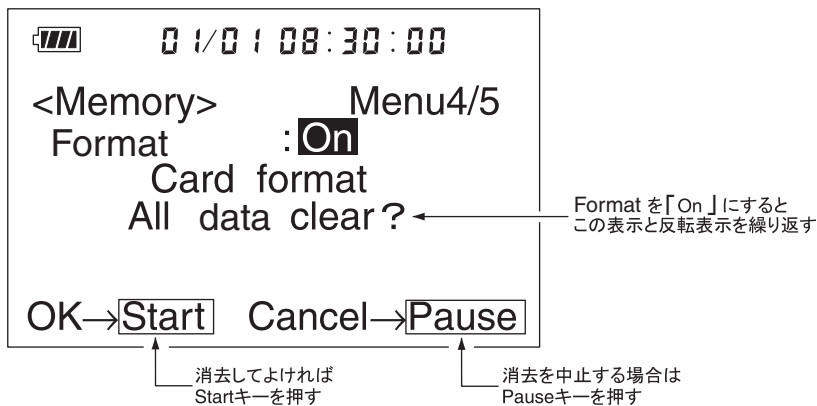 01/01 08:30:00
<Memory> Menu4/5
Format :On
Card format
All data clear?
Formatを「On」にすると
この表示と反転表示を繰り返す
OK→Start Cancel→Pause
消去してよければ
Startキーを押す
消去を中止する場合は
Pauseキーを押す